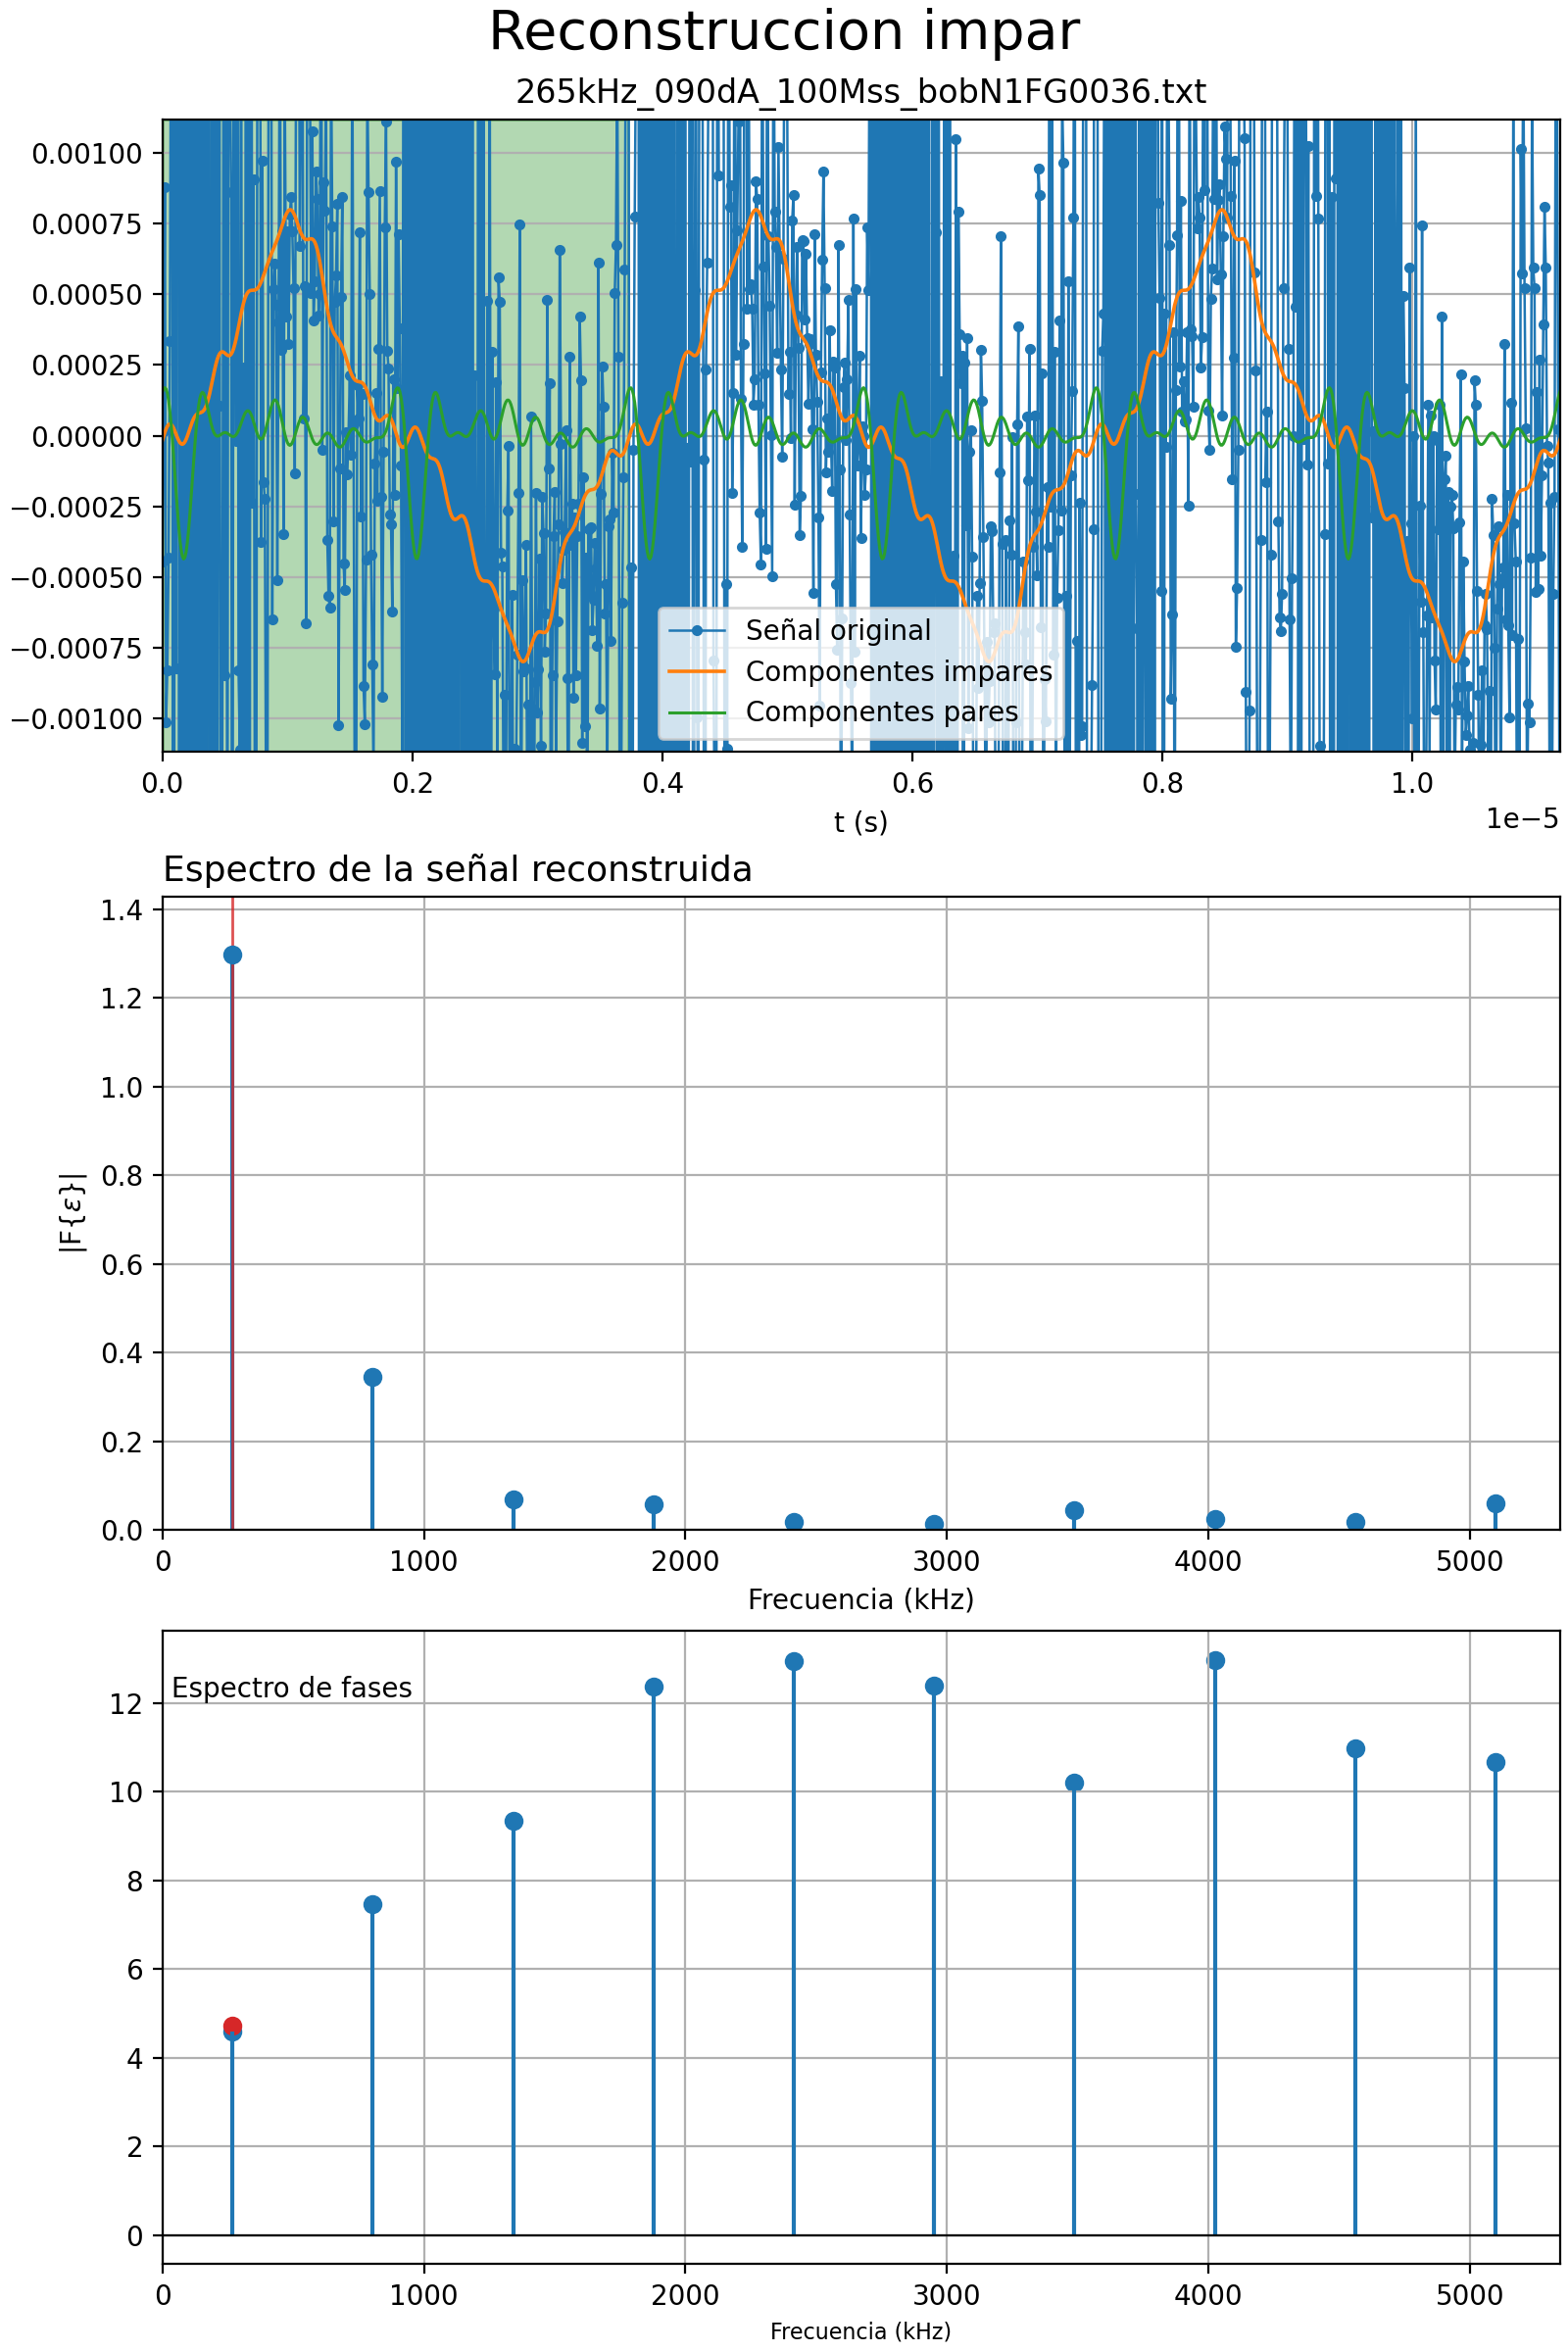 Reconstruccion impar
265kHz_090dA_100Mss_bobN1FG0036.txt
0.00100
0.00075
0.00050
0.00025
0.00000
−0.00025
−0.00050
−0.00075
−0.00100
Señal original
Componentes impares
Componentes pares
0.0 0.2 0.4 0.6 0.8 1.0
1e−5
t (s)
Espectro de la señal reconstruida
1.4
1.2
1.0
0.8
0.6
0.4
0.2
0.0
|F{ε}|
0 1000 2000 3000 4000 5000
Frecuencia (kHz)
Espectro de fases
12
10
8
6
4
2
0
0 1000 2000 3000 4000 5000
Frecuencia (kHz)